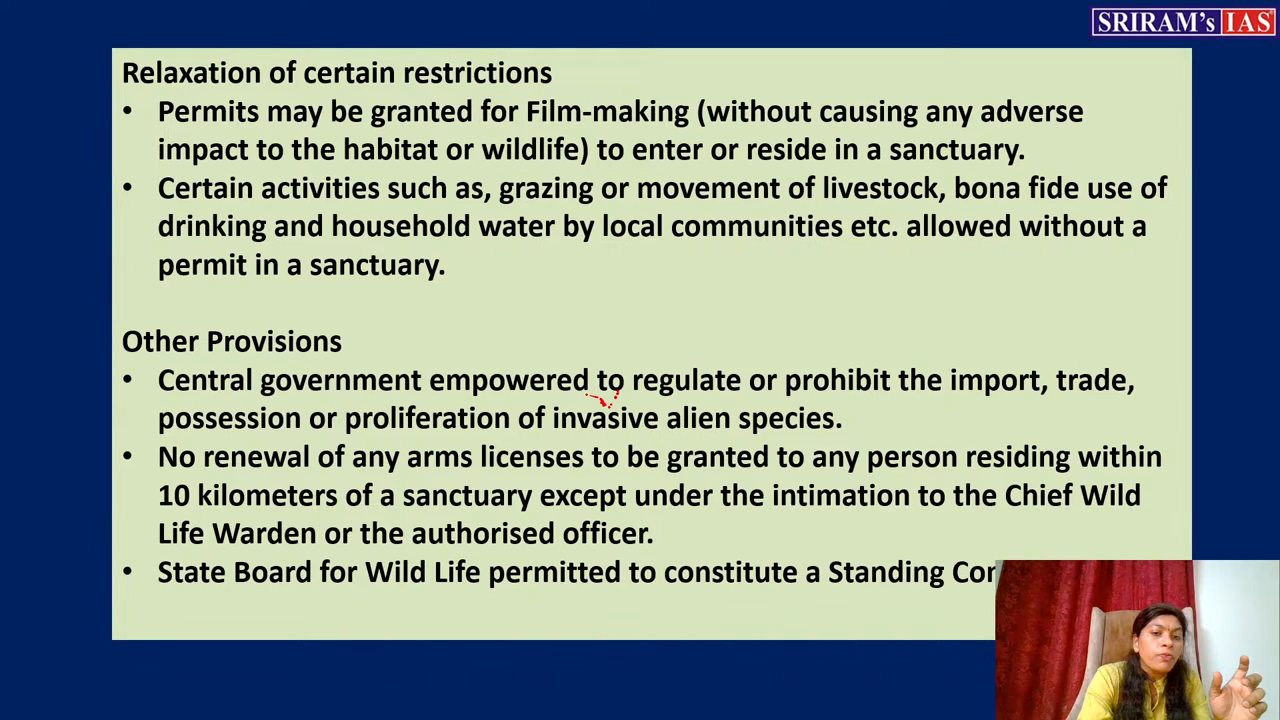 SRIRAM's IAS
Relaxation of certain restrictions
• Permits may be granted for Film-making (without causing any adverse
impact to the habitat or wildlife) to enter or reside in a sanctuary.
• Certain activities such as, grazing or movement of livestock, bona fide use of
drinking and household water by local communities etc. allowed without a
permit in a sanctuary.
Other Provisions
• Central government empowered to regulate or prohibit the import, trade,
possession or proliferation of invasive alien species.
• No renewal of any arms licenses to be granted to any person residing within
10 kilometers of a sanctuary except under the intimation to the Chief Wild
Life Warden or the authorised officer.
• State Board for Wild Life permitted to constitute a Standing